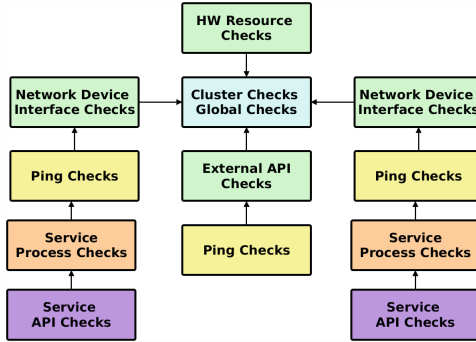 HW Resource
Checks
Network Device
Interface Checks
Cluster Checks
Global Checks
Network Device
Interface Checks
Ping Checks
External API
Checks
Ping Checks
Service
Process Checks
Ping Checks
Service
Process Checks
Service
API Checks
Service
API Checks